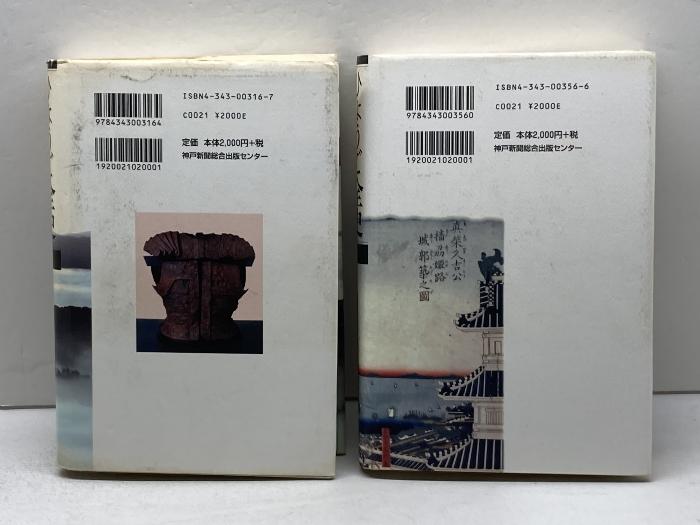 ISBN4-343-00316-7
9784343003164
C0021 ¥2000E
定価 本体2,000円+税
1920021020001
神戸新聞総合出版センター
ISBN4-343-00356-6
9784343003560
C0021 ¥2000E
定価 本体2,000円+税
1920021020001
神戸新聞総合出版センター
真柴久吉公
播州姫路
城郭築之図